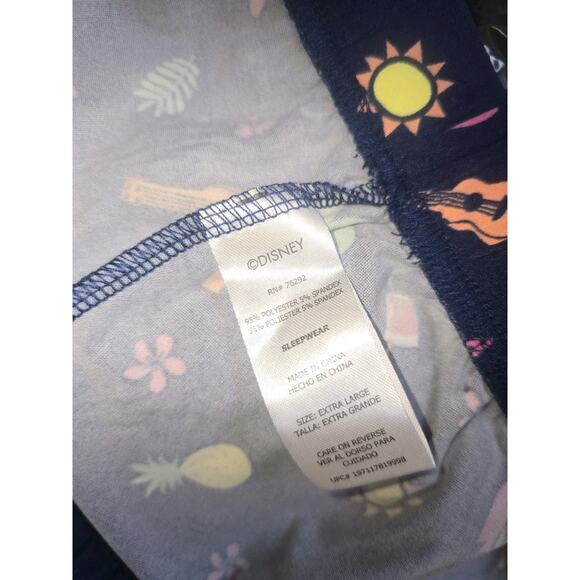 ©DISNEY
RN# 76292
95% POLYESTER 5% SPANDEX
95% POLIESTER 5% SPANDEX
SLEEPWEAR
MADE IN CHINA
HECHO EN CHINA
SIZE: EXTRA LARGE
TALLA: EXTRA GRANDE
CARE ON REVERSE
VER AL DORSO PARA
CUIDADO
UPC# 197117819998